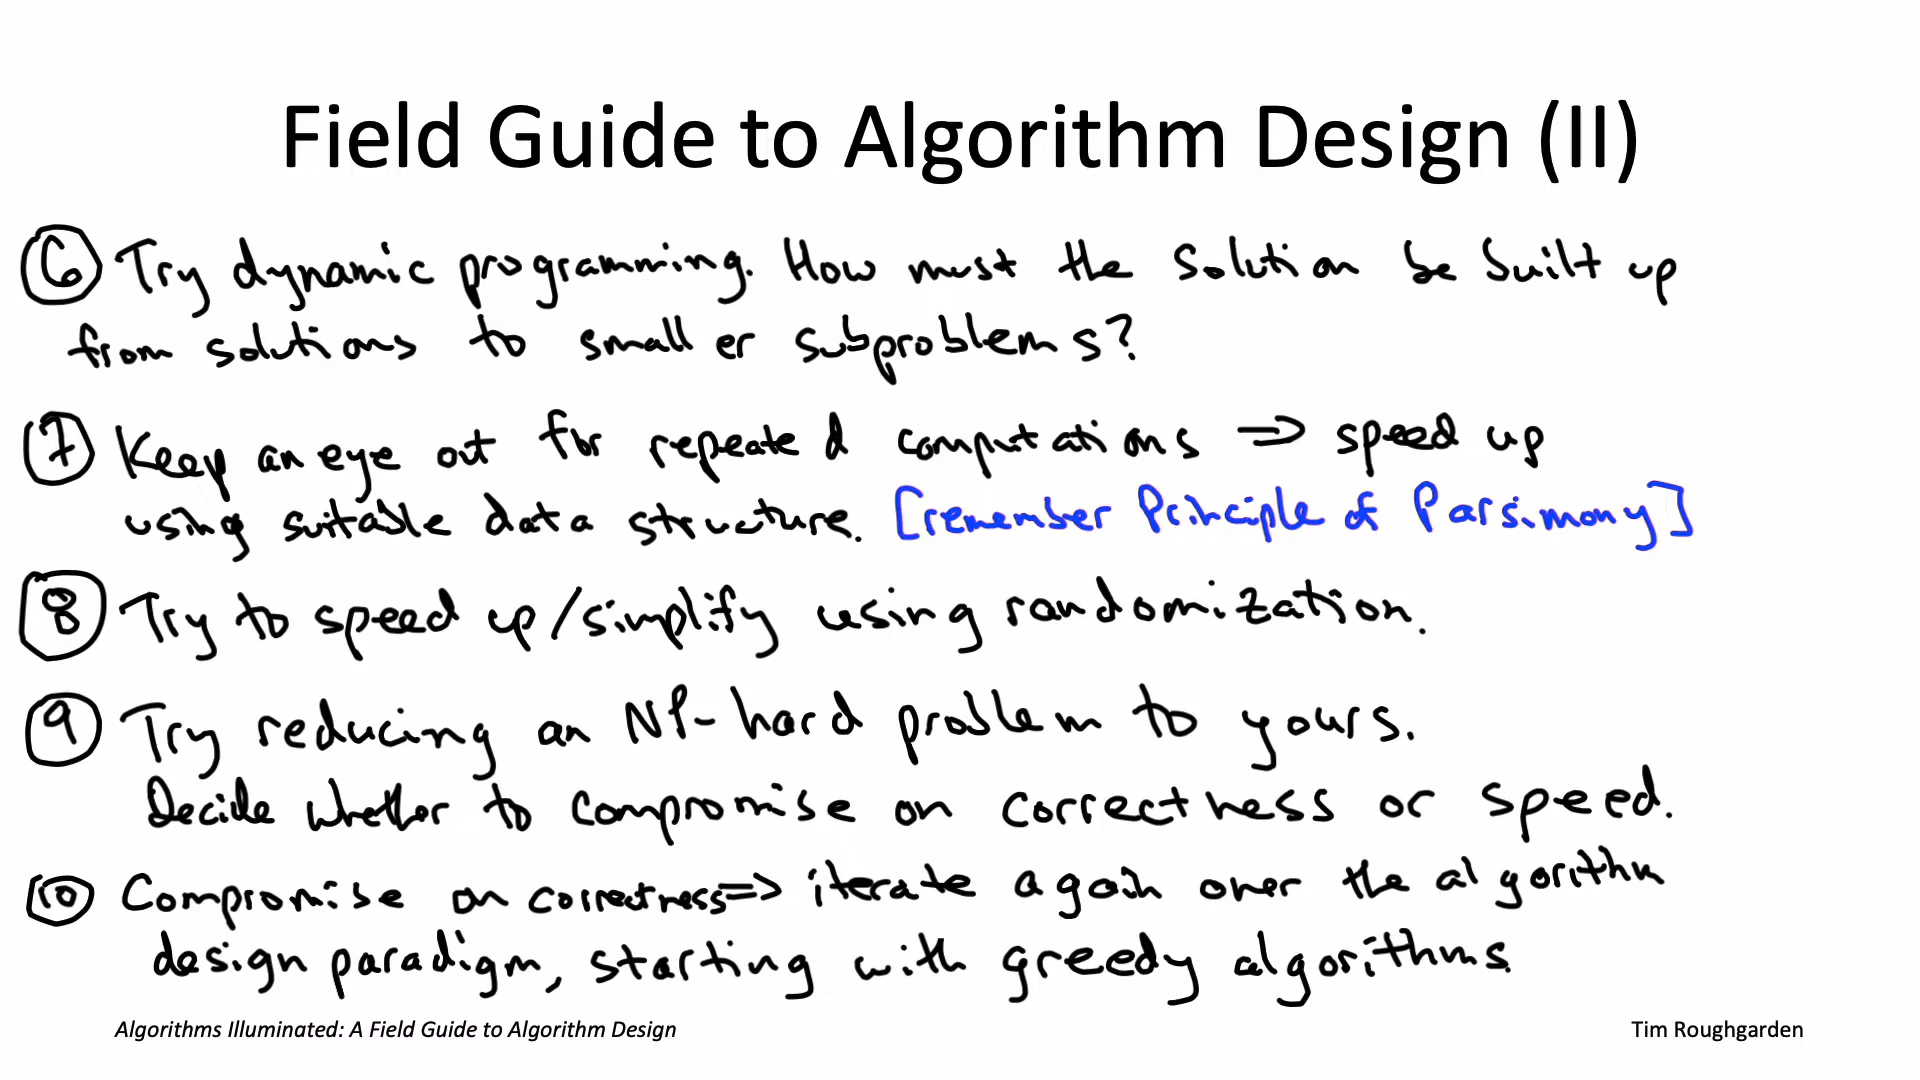 Field Guide to Algorithm Design (II)
⑥ Try dynamic programming. How must the solution be built up
from solutions to smaller subproblems?
⑦ Keep an eye out for repeated computations => speed up
using suitable data structure. [remember Principle of Parsimony]
⑧ Try to speed up/simplify using randomization.
⑨ Try reducing an NP-hard problem to yours.
Decide whether to compromise on correctness or speed.
⑩ Compromise on correctness => iterate again over the algorithm
design paradigm, starting with greedy algorithms.
Algorithms Illuminated: A Field Guide to Algorithm Design
Tim Roughgarden